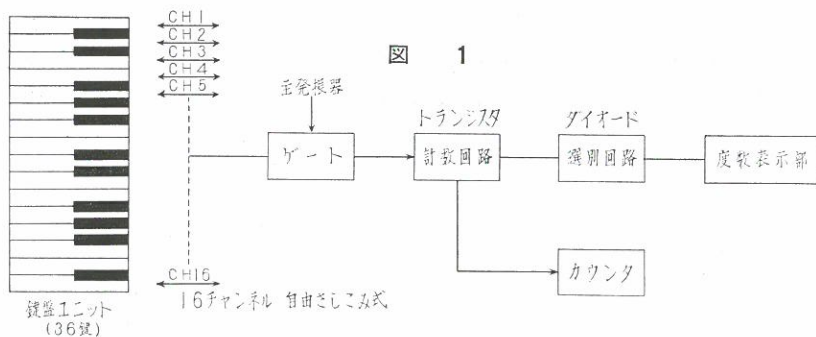 CH1
CH2
CH3
CH4
CH5
図 1
主発振器
ゲート
トランジスタ
計数回路
ダイオード
選別回路
度数表示部
カウンタ
CH16
16チャンネル 自由さしこみ式
鍵盤ユニット
(36鍵)